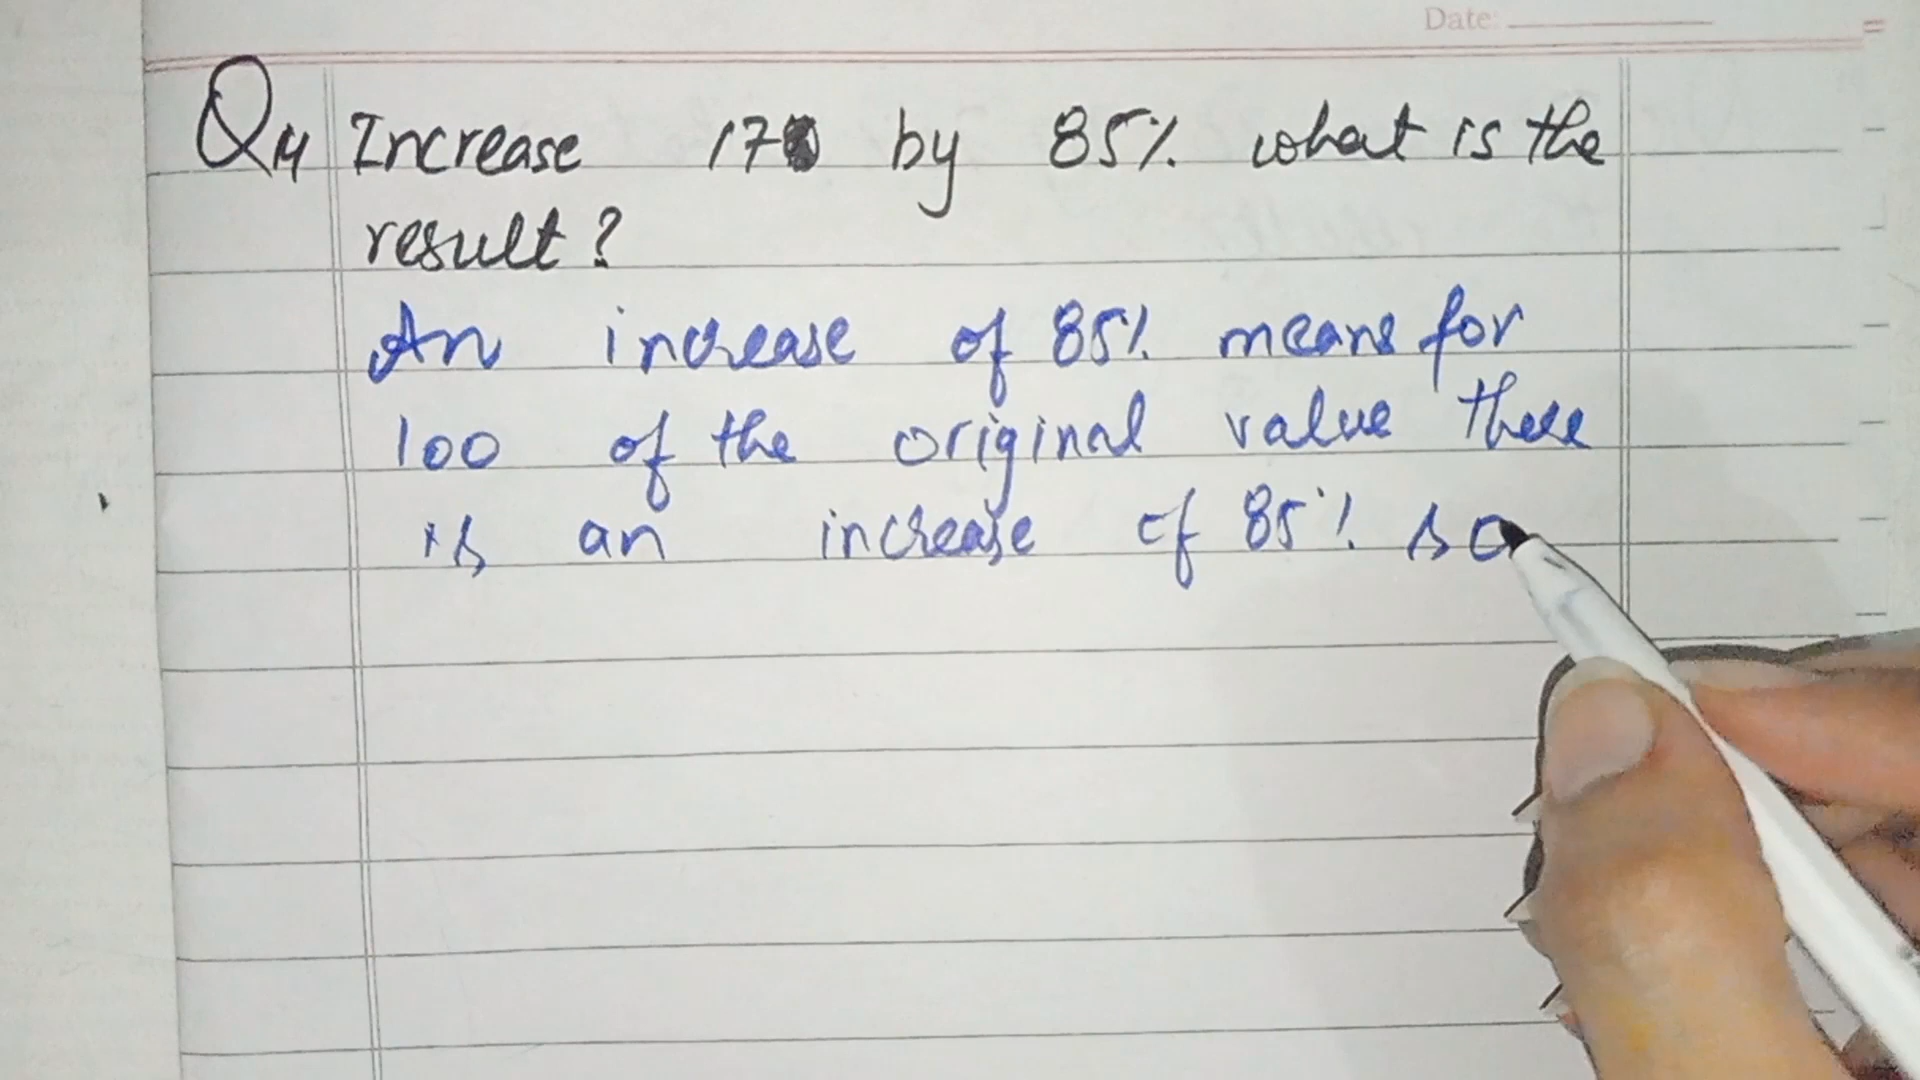 Date:
Q4 Increase by 85% what is the
result?
An increase of 85% means for
100 of the original value there
is an increase of 85% so